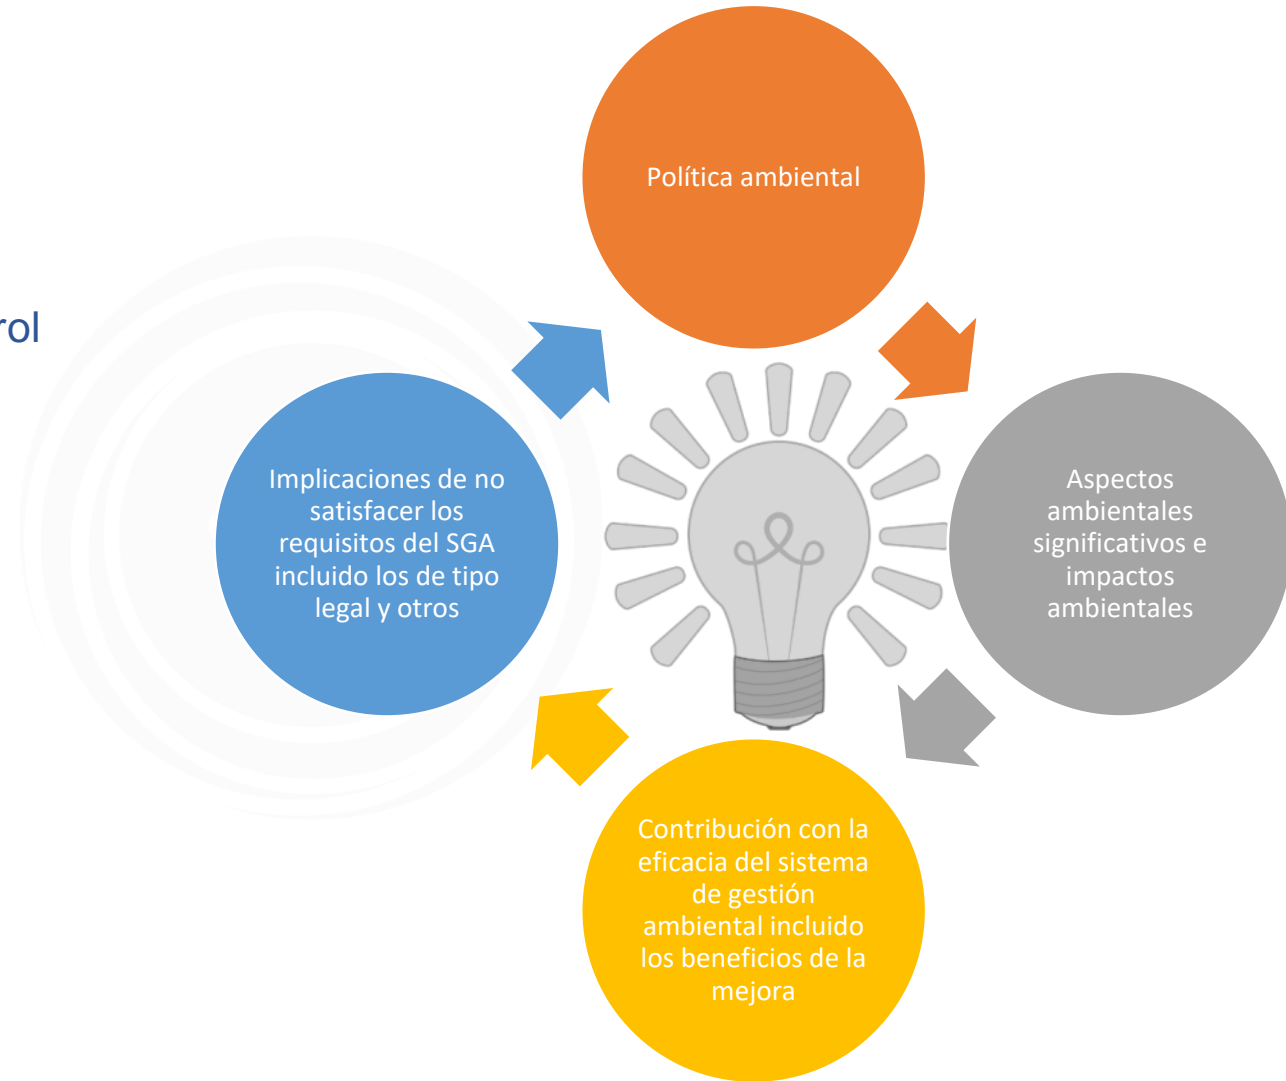 Política ambiental
rol
Implicaciones de no
satisfacer los
requisitos del SGA
incluido los de tipo
legal y otros
Aspectos
ambientales
significativos e
impactos
ambientales
Contribución con la
eficacia del sistema
de gestión
ambiental incluido
los beneficios de la
mejora